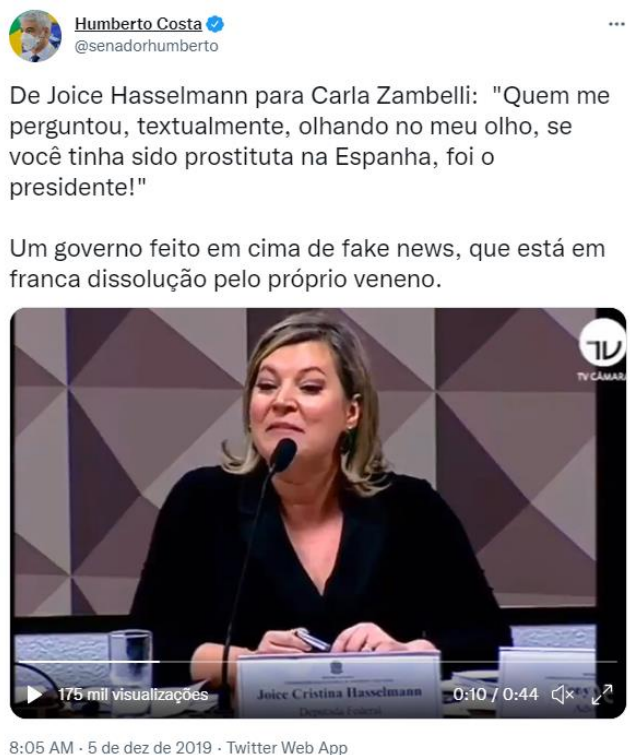 Humberto Costa
@senadorhumberto
De Joice Hasselmann para Carla Zambelli: "Quem me
perguntou, textualmente, olhando no meu olho, se
você tinha sido prostituta na Espanha, foi o
presidente!"
Um governo feito em cima de fake news, que está em
franca dissolução pelo próprio veneno.
TV CÂMARA
Joice Cristina Hasselmann
Deputada Federal
175 mil visualizações
0:10 / 0:44
8:05 AM · 5 de dez de 2019 · Twitter Web App